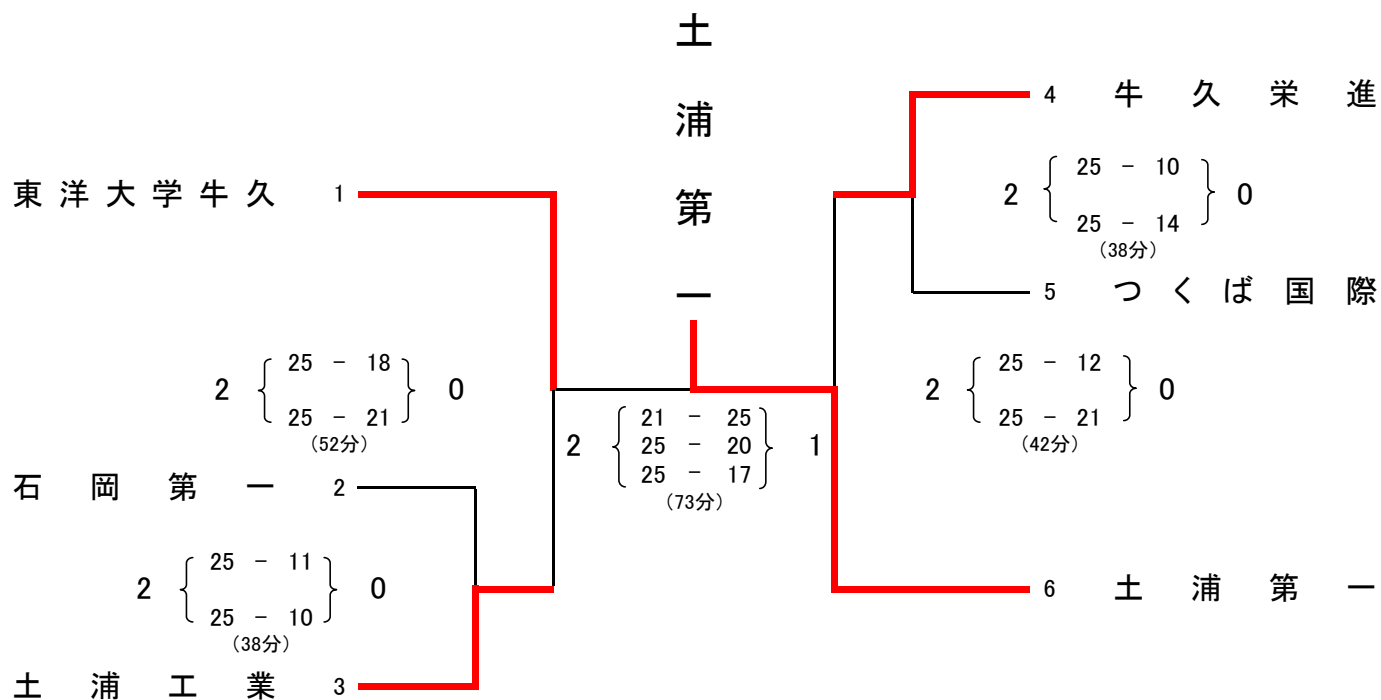 土浦第一
4 牛久栄進
25 － 10
2 { } 0
25 － 14
(38分)
東洋大学牛久 1
5 つくば国際
25 － 18
2 { } 0
25 － 21
(52分)
21 － 25
2 { 25 － 20 } 1
25 － 17
(73分)
25 － 12
2 { } 0
25 － 21
(42分)
石岡第一 2
25 － 11
2 { } 0
25 － 10
(38分)
6 土浦第一
土浦工業 3